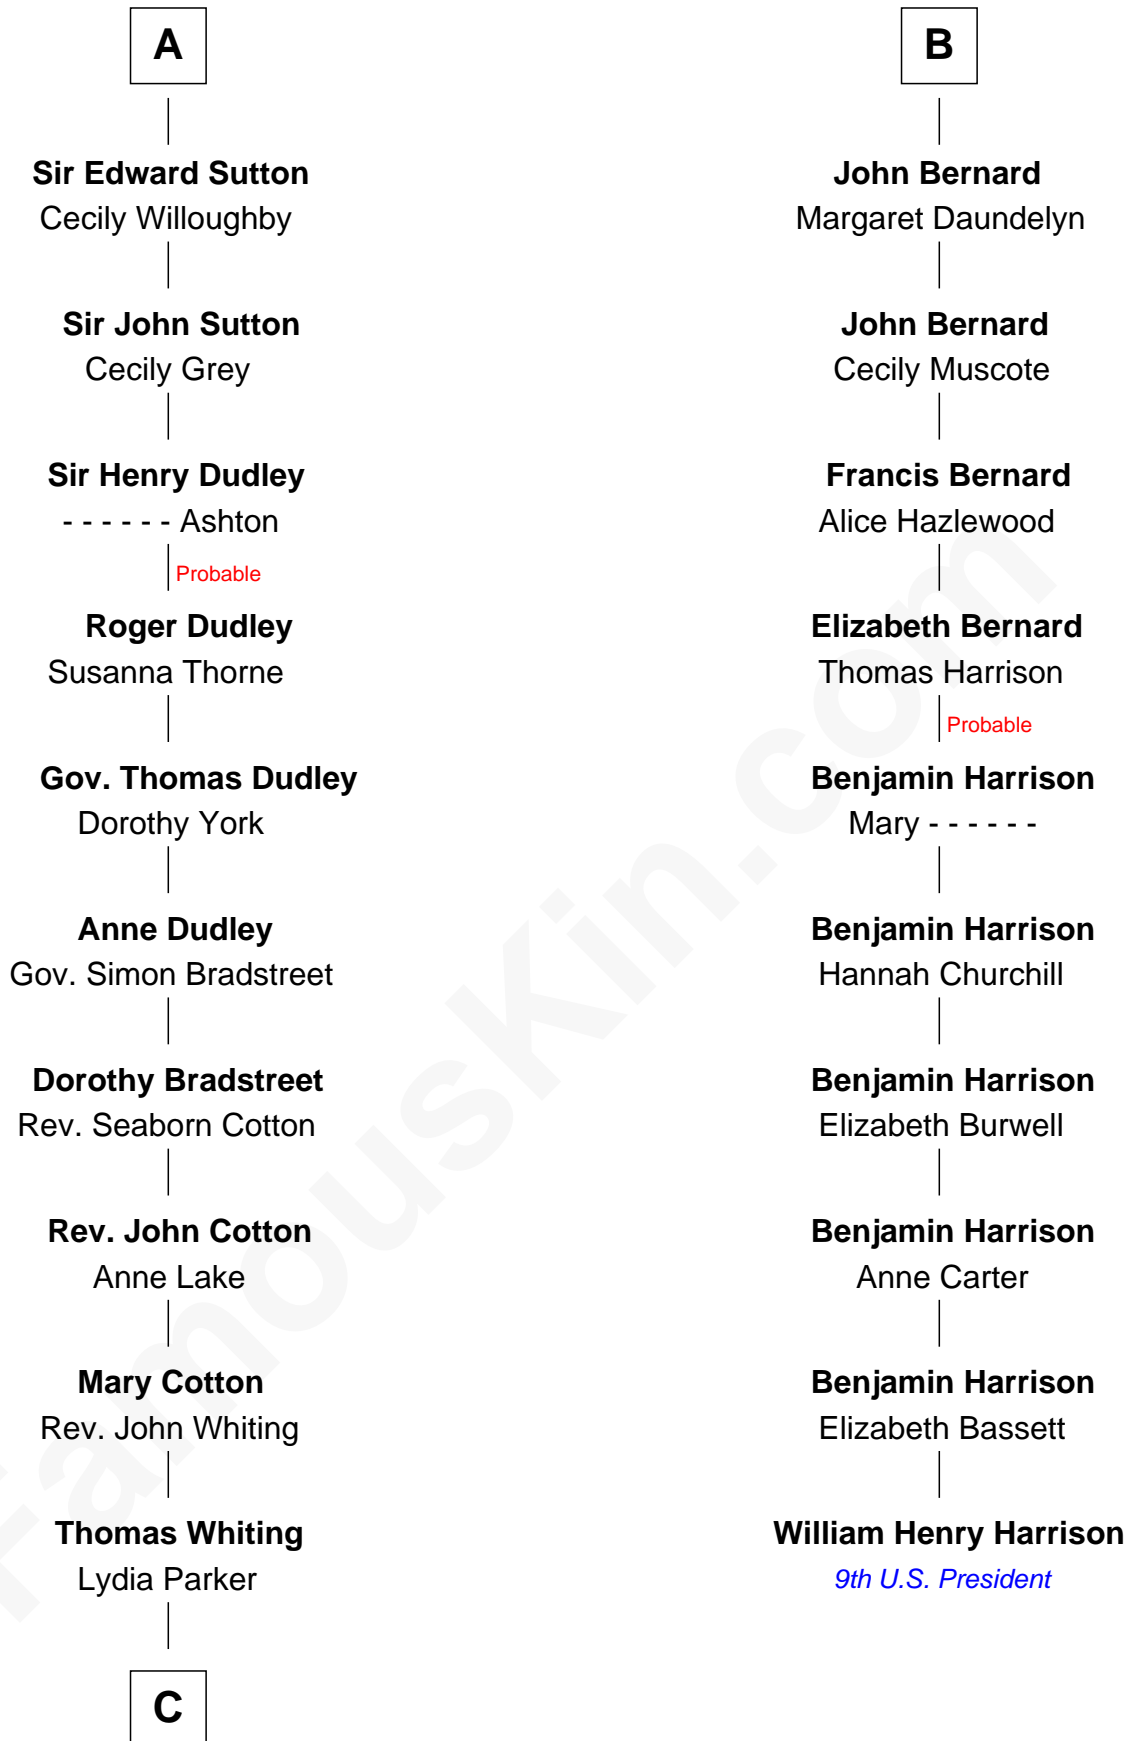 A
Sir Edward Sutton
Cecily Willoughby
Sir John Sutton
Cecily Grey
Sir Henry Dudley
- - - - - - Ashton
Probable
Roger Dudley
Susanna Thorne
Gov. Thomas Dudley
Dorothy York
Anne Dudley
Gov. Simon Bradstreet
Dorothy Bradstreet
Rev. Seaborn Cotton
Rev. John Cotton
Anne Lake
Mary Cotton
Rev. John Whiting
Thomas Whiting
Lydia Parker
C
B
John Bernard
Margaret Daundelyn
John Bernard
Cecily Muscote
Francis Bernard
Alice Hazlewood
Elizabeth Bernard
Thomas Harrison
Probable
Benjamin Harrison
Mary - - - - - -
Benjamin Harrison
Hannah Churchill
Benjamin Harrison
Elizabeth Burwell
Benjamin Harrison
Anne Carter
Benjamin Harrison
Elizabeth Bassett
William Henry Harrison
9th U.S. President
FamousKin.com